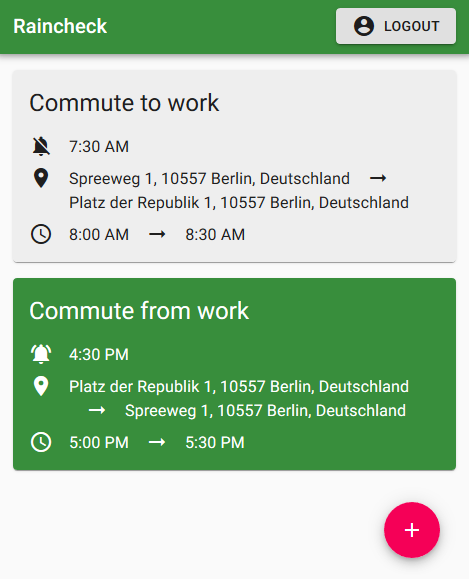 Raincheck
LOGOUT
Commute to work
7:30 AM
Spreeweg 1, 10557 Berlin, Deutschland →
Platz der Republik 1, 10557 Berlin, Deutschland
8:00 AM → 8:30 AM
Commute from work
4:30 PM
Platz der Republik 1, 10557 Berlin, Deutschland
→ Spreeweg 1, 10557 Berlin, Deutschland
5:00 PM → 5:30 PM
+